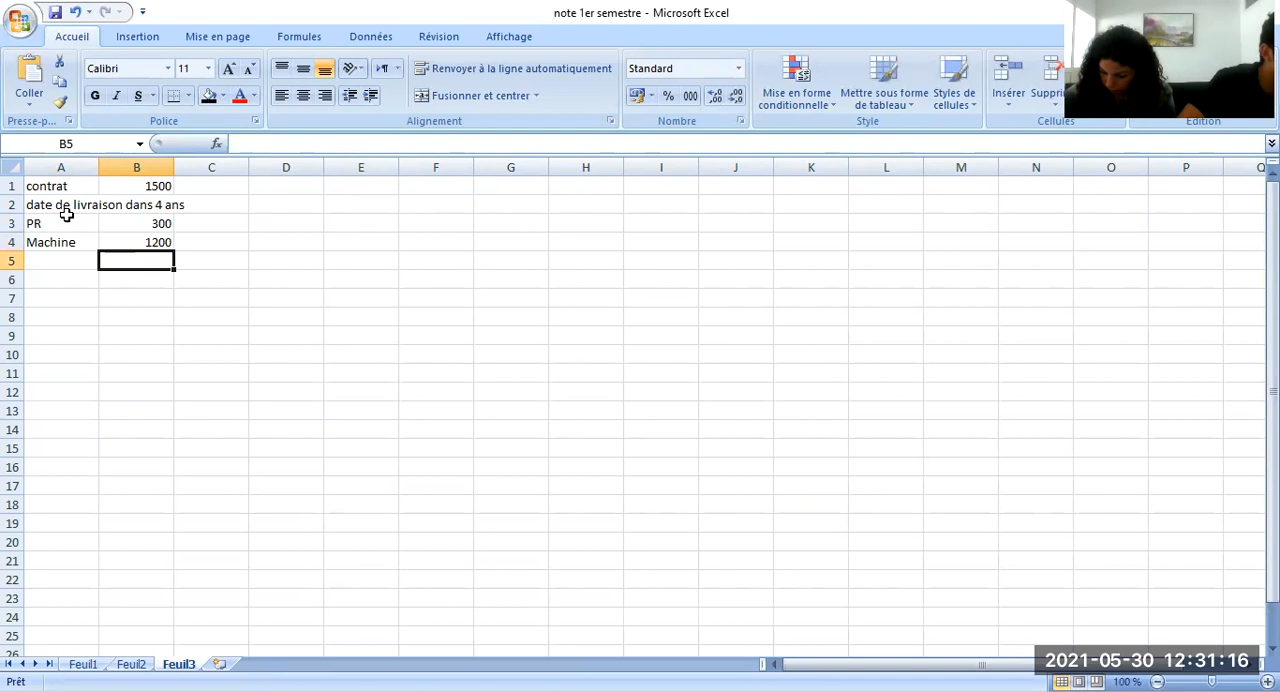 note 1er semestre - Microsoft Excel
Accueil Insertion Mise en page Formules Données Révision Affichage
Coller
Calibri 11
G I S
Renvoyer à la ligne automatiquement
Fusionner et centrer
Standard
% 000
Mise en forme conditionnelle
Mettre sous forme de tableau
Styles de cellules
Insérer
Presse-p...
Police
Alignement
Nombre
Style
Cellules
Edition
B5 fx
A B C D E F G H I J K L M N O P Q
1 contrat 1500
2 date de livraison dans 4 ans
3 PR 300
4 Machine 1200
5
6
7
8
9
10
11
12
13
14
15
16
17
18
19
20
21
22
23
24
25
Feuil1 Feuil2 Feuil3
2021-05-30 12:31:16
Prêt 100 %